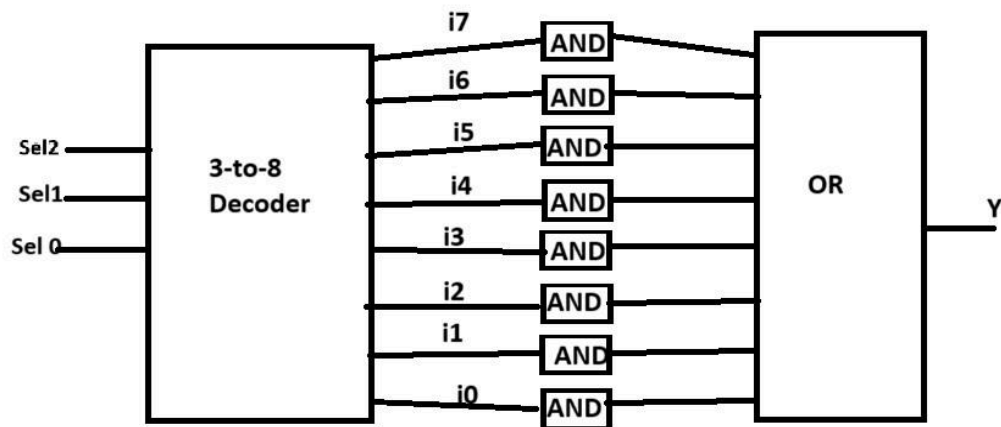 Sel2
Sel1
Sel 0
3-to-8
Decoder
i7
i6
i5
i4
i3
i2
i1
i0
AND
AND
AND
AND
AND
AND
AND
AND
OR
Y